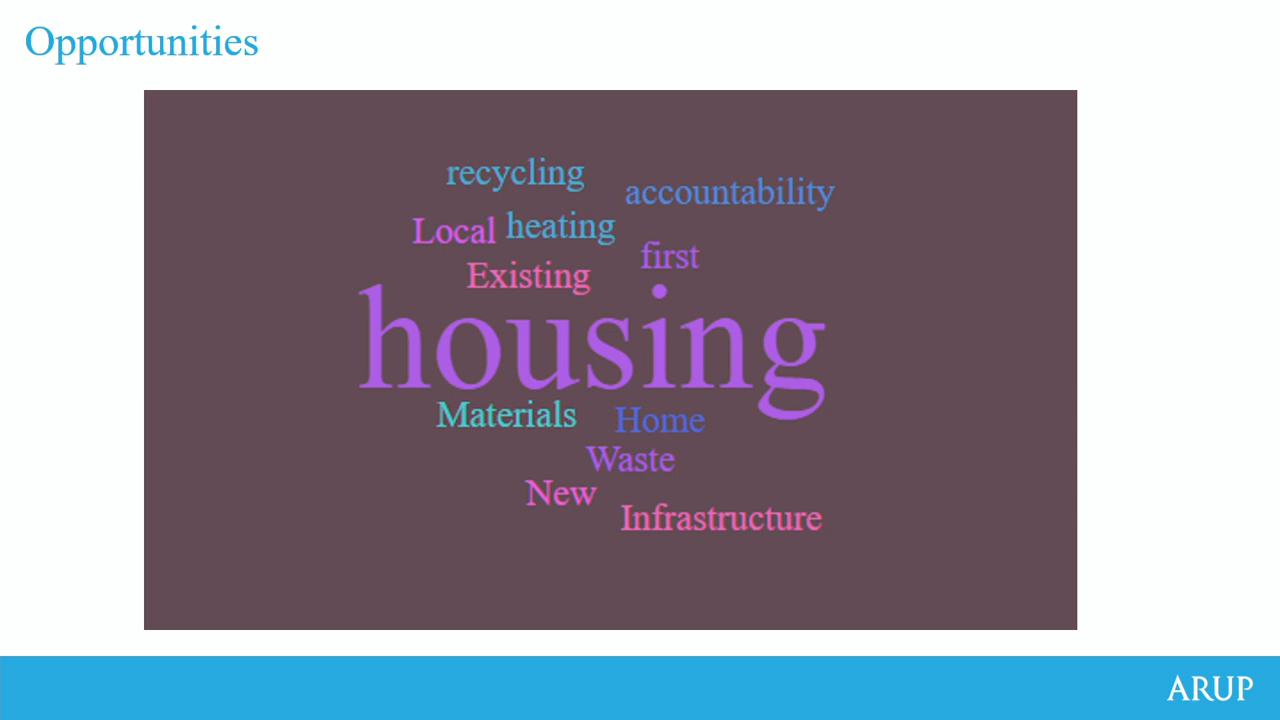 Opportunities
recycling
accountability
Local heating
first
Existing
housing
Materials Home
Waste
New
Infrastructure
ARUP